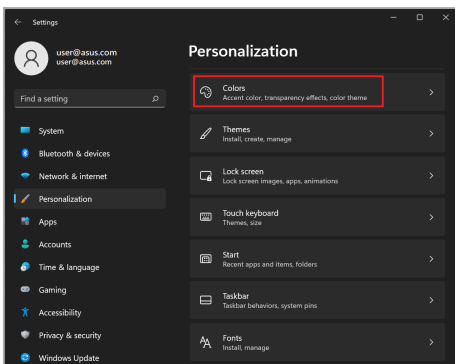 Settings
user@asus.com
user@asus.com
Find a setting
System
Bluetooth & devices
Network & internet
Personalization
Apps
Accounts
Time & language
Gaming
Accessibility
Privacy & security
Windows Update
Personalization
Colors
Accent color, transparency effects, color theme
Themes
Install, create, manage
Lock screen
Lock screen images, apps, animations
Touch keyboard
Themes, size
Start
Recent apps and items, folders
Taskbar
Taskbar behaviors, system pins
Fonts
Install, manage